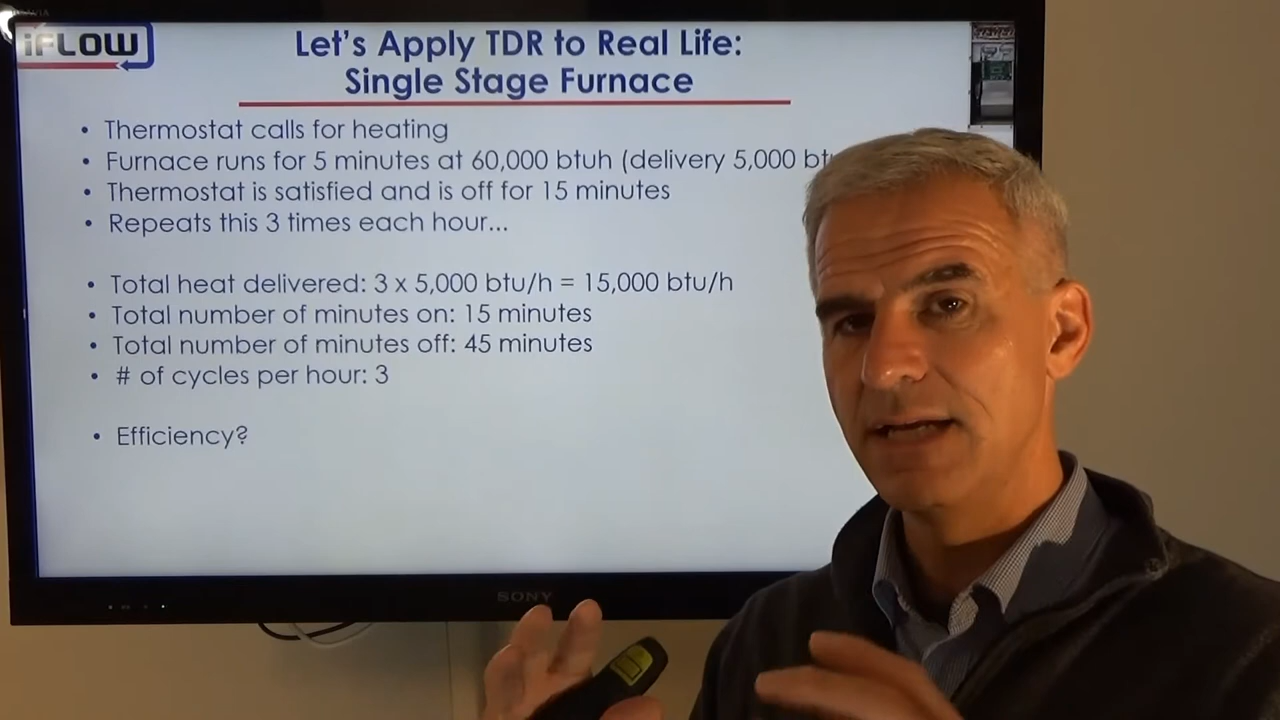 iFLOW
Let's Apply TDR to Real Life:
Single Stage Furnace
• Thermostat calls for heating
• Furnace runs for 5 minutes at 60,000 btuh (delivery 5,000
• Thermostat is satisfied and is off for 15 minutes
• Repeats this 3 times each hour...
• Total heat delivered: 3 x 5,000 btu/h = 15,000 btu/h
• Total number of minutes on: 15 minutes
• Total number of minutes off: 45 minutes
• # of cycles per hour: 3
• Efficiency?
SONY